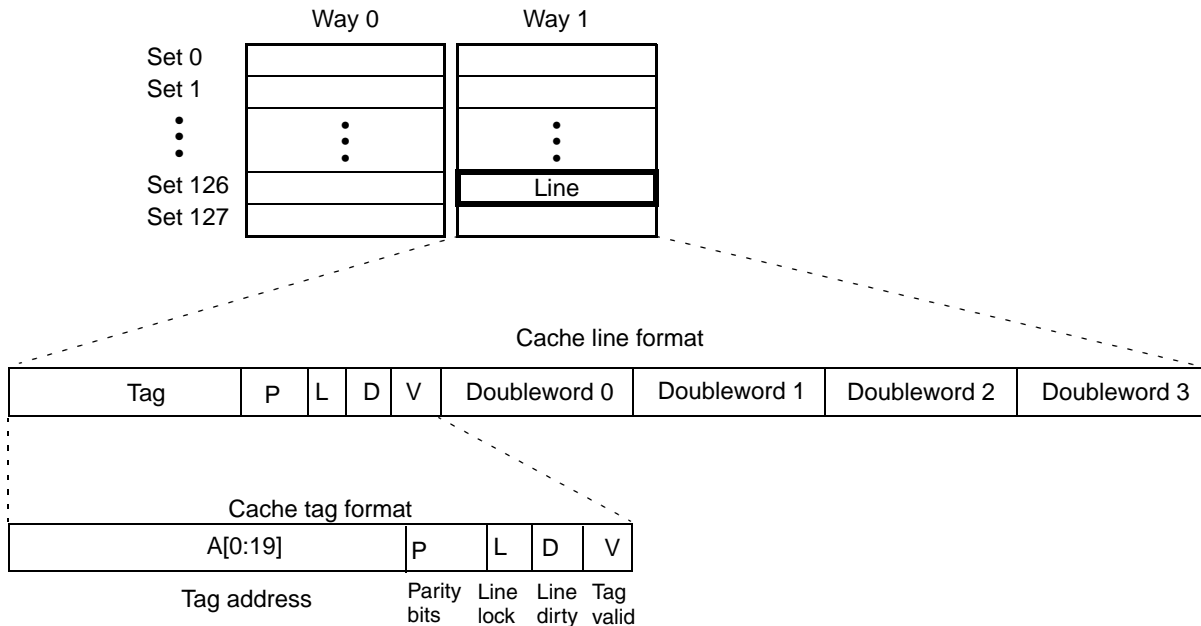 Way 0 Way 1
Set 0
Set 1
Set 126
Line
Set 127
Cache line format
Tag P L D V Doubleword 0 Doubleword 1 Doubleword 2 Doubleword 3
Cache tag format
A[0:19] P L D V
Tag address
Parity bits
Line lock
Line dirty
Tag valid